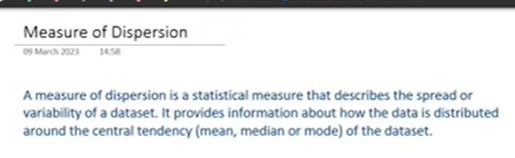 Measure of Dispersion
09 March 2023 14:58
A measure of dispersion is a statistical measure that describes the spread or
variability of a dataset. It provides information about how the data is distributed
around the central tendency (mean, median or mode) of the dataset.